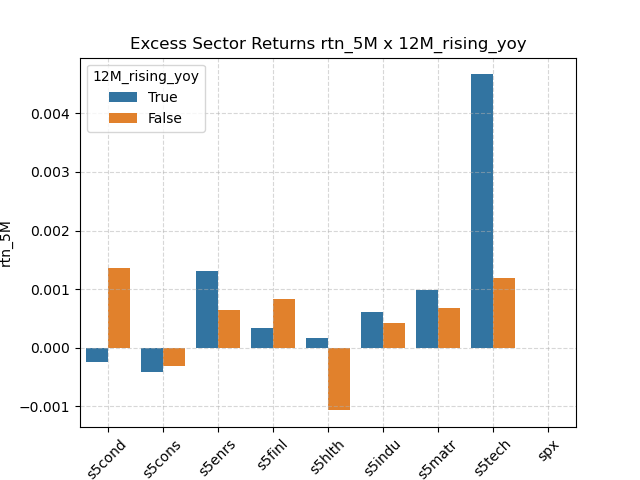 Excess Sector Returns rtn_5M x 12M_rising_yoy
12M_rising_yoy
True
False
0.004
0.003
0.002
0.001
0.000
−0.001
rtn_5M
s5cond
s5cons
s5enrs
s5finl
s5hlth
s5indu
s5matr
s5tech
spx